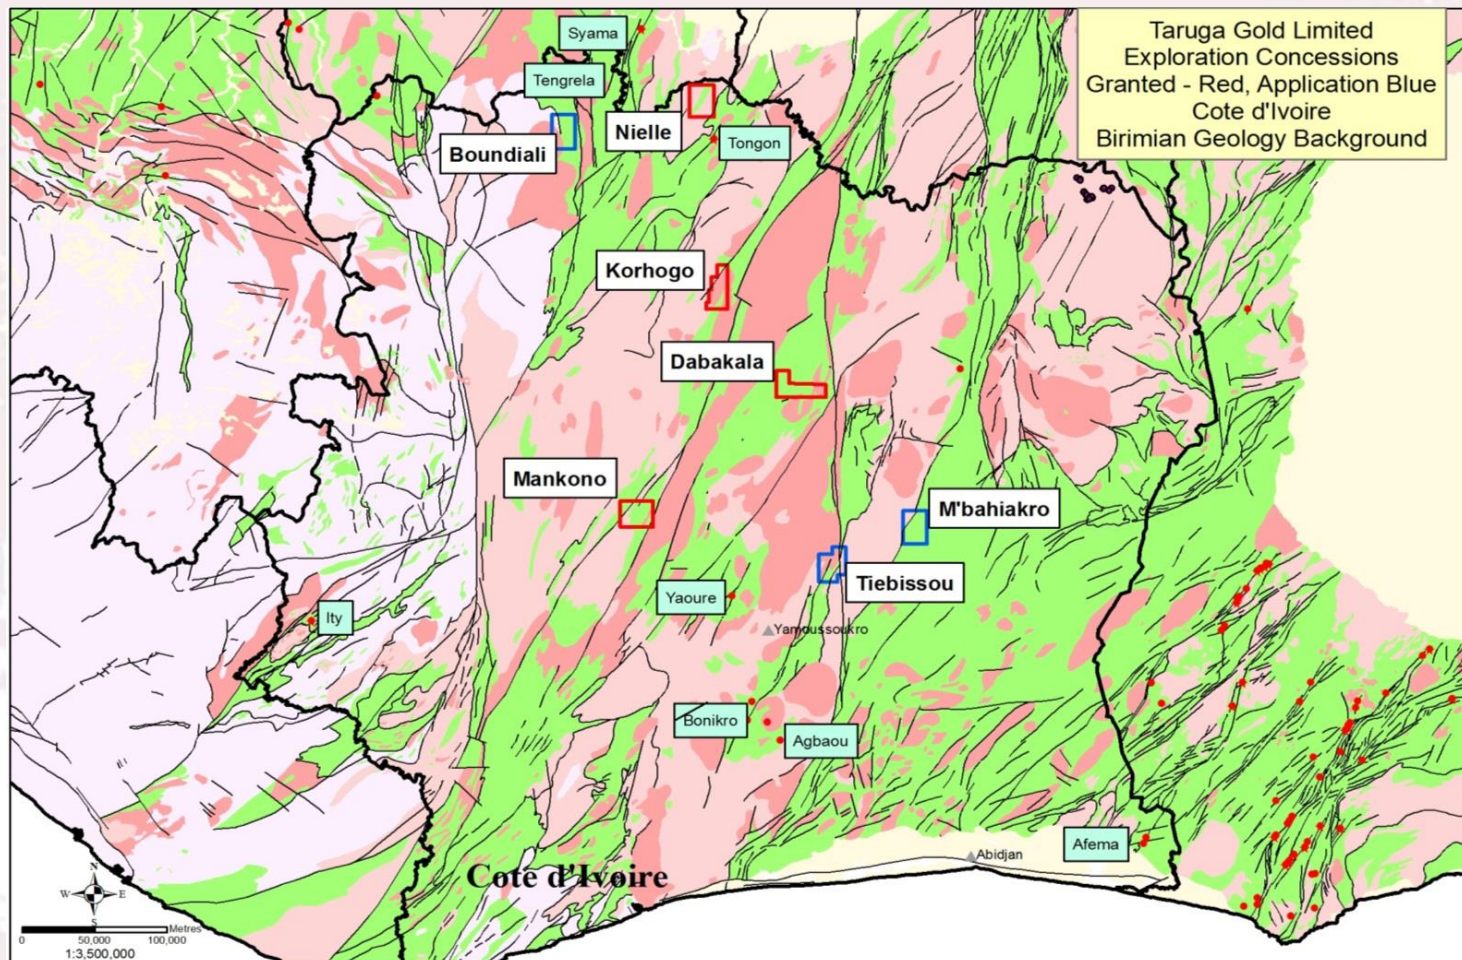 Taruga Gold Limited
Exploration Concessions
Granted - Red, Application Blue
Cote d'Ivoire
Birimian Geology Background
Syama
Tengrela
Nielle
Tongon
Boundiali
Korhogo
Dabakala
Mankono
M'bahiakro
Tiebissou
Yaoure
Ity
Yamoussoukro
Bonikro
Agbaou
Afema
Abidjan
Cote d'Ivoire
N
W E
S
Metres
0 50,000 100,000
1:3,500,000